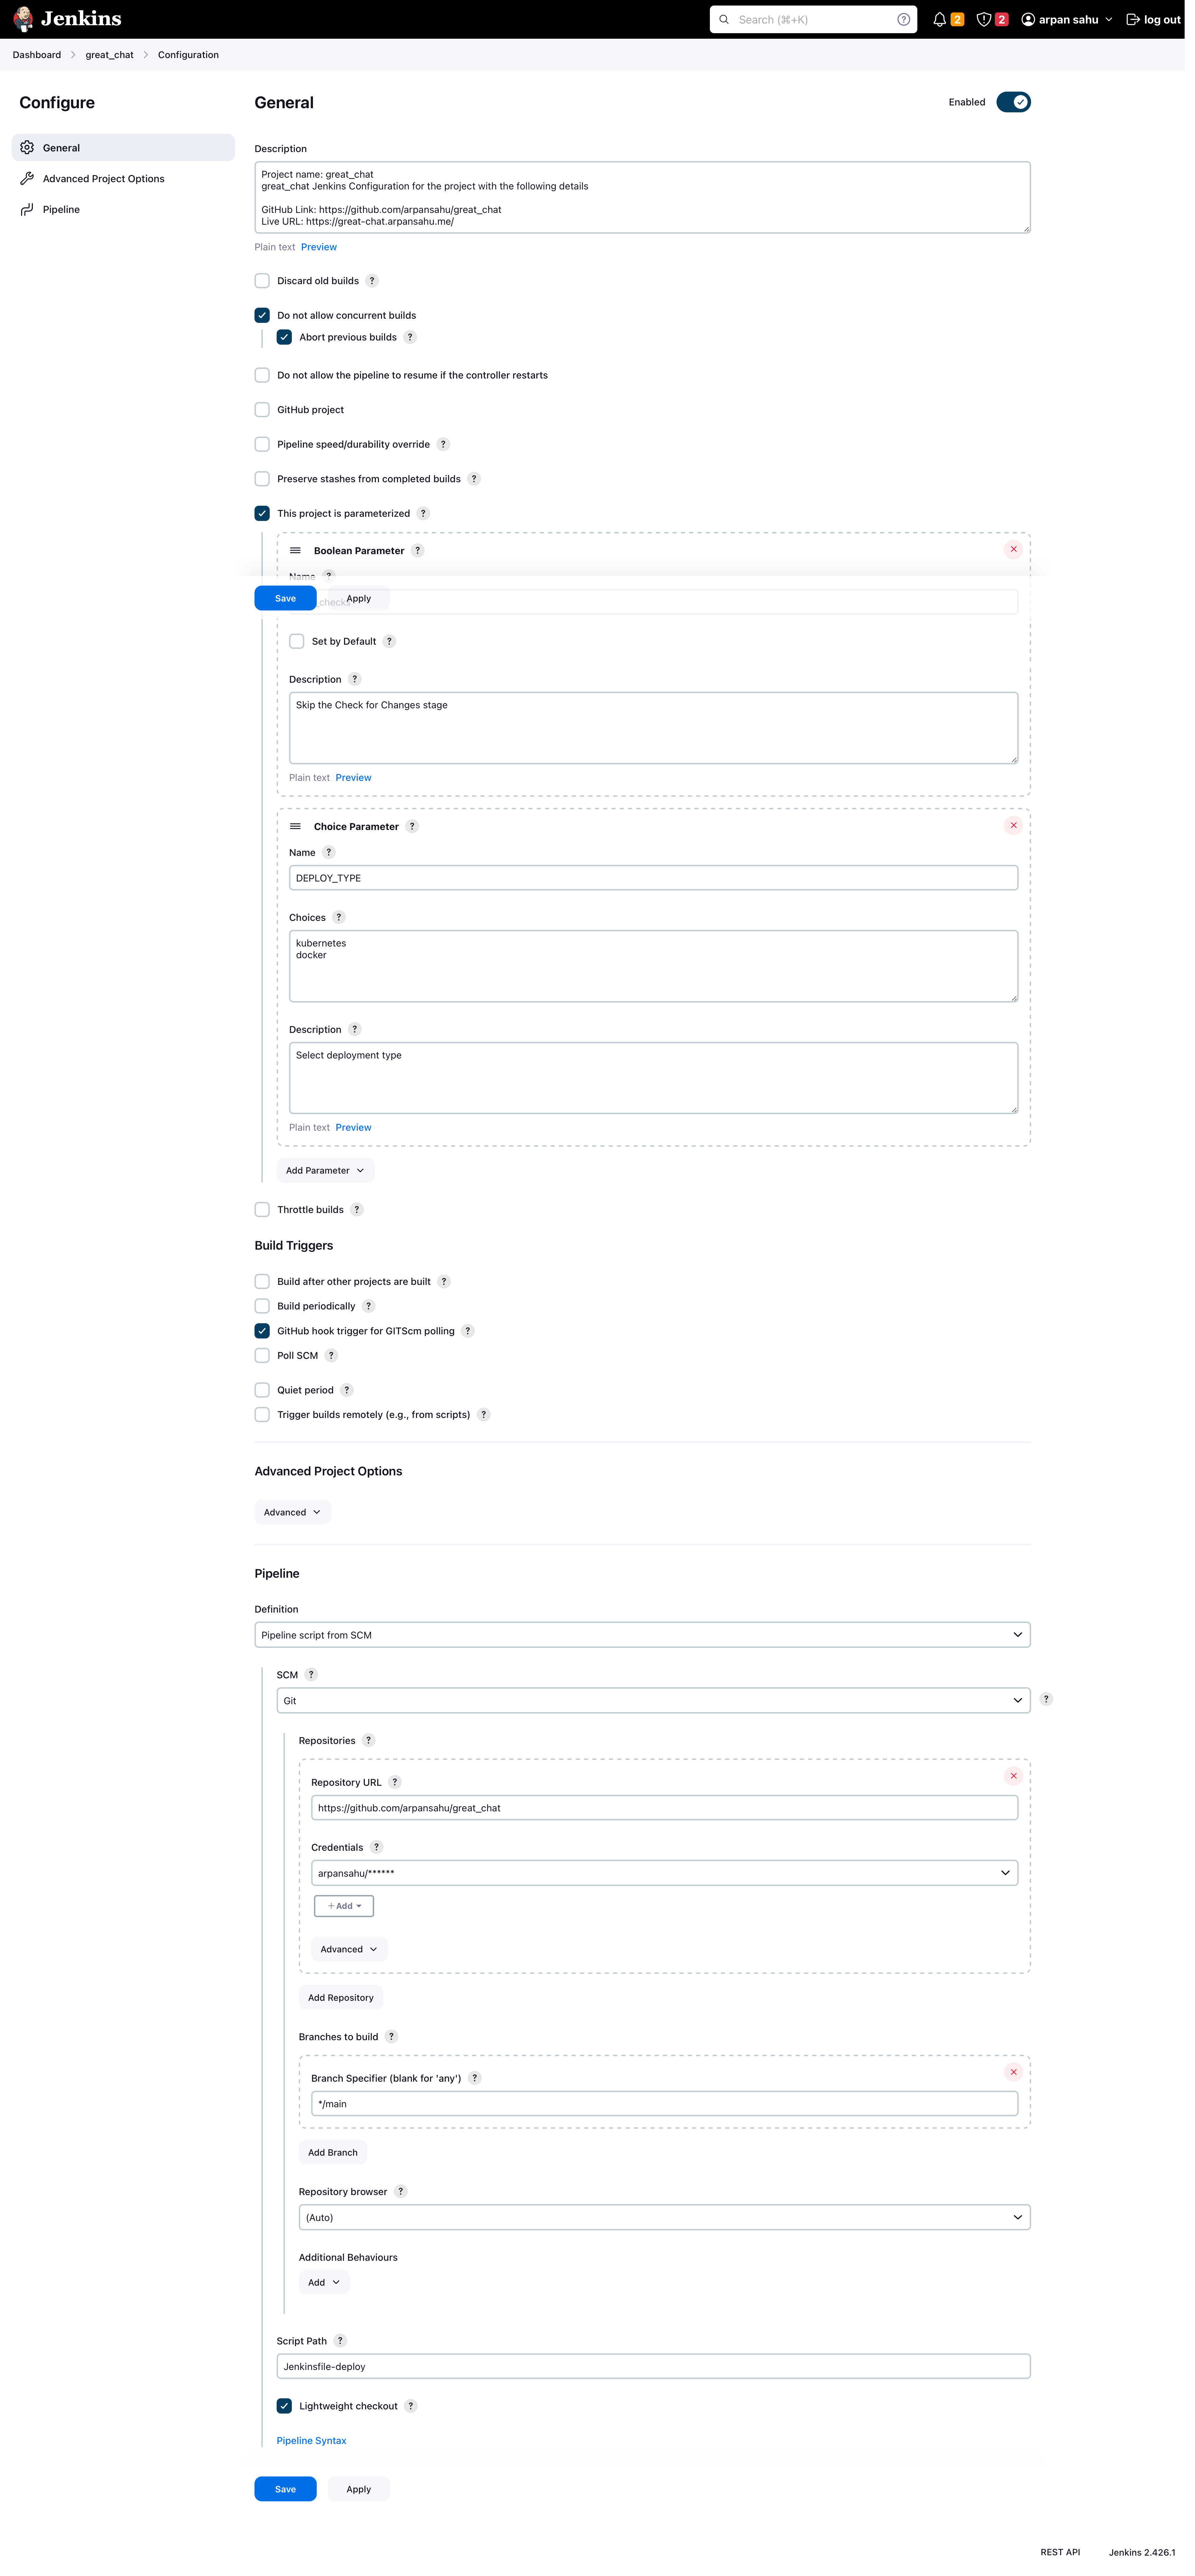 Jenkins
Search (⌘+K)
2
2
arpan sahu
log out
Dashboard
great_chat
Configuration
Configure
General
Advanced Project Options
Pipeline
General
Enabled
Description
Project name: great_chat
great_chat Jenkins Configuration for the project with the following details
GitHub Link: https://github.com/arpansahu/great_chat
Live URL: https://great-chat.arpansahu.me/
Plain text Preview
Discard old builds ?
Do not allow concurrent builds
Abort previous builds ?
Do not allow the pipeline to resume if the controller restarts
GitHub project
Pipeline speed/durability override ?
Preserve stashes from completed builds ?
This project is parameterized ?
Boolean Parameter ?
Name ?
Save
Apply
Set by Default ?
Description ?
Skip the Check for Changes stage
Plain text Preview
Choice Parameter ?
Name ?
DEPLOY_TYPE
Choices ?
kubernetes
docker
Description ?
Select deployment type
Plain text Preview
Add Parameter
Throttle builds ?
Build Triggers
Build after other projects are built ?
Build periodically ?
GitHub hook trigger for GITScm polling ?
Poll SCM ?
Quiet period ?
Trigger builds remotely (e.g., from scripts) ?
Advanced Project Options
Advanced
Pipeline
Definition
Pipeline script from SCM
SCM ?
Git
?
Repositories ?
Repository URL ?
https://github.com/arpansahu/great_chat
Credentials ?
arpansahu/******
+ Add
Advanced
Add Repository
Branches to build ?
Branch Specifier (blank for 'any') ?
*/main
Add Branch
Repository browser ?
(Auto)
Additional Behaviours
Add
Script Path ?
Jenkinsfile-deploy
Lightweight checkout ?
Pipeline Syntax
Save
Apply
REST API
Jenkins 2.426.1